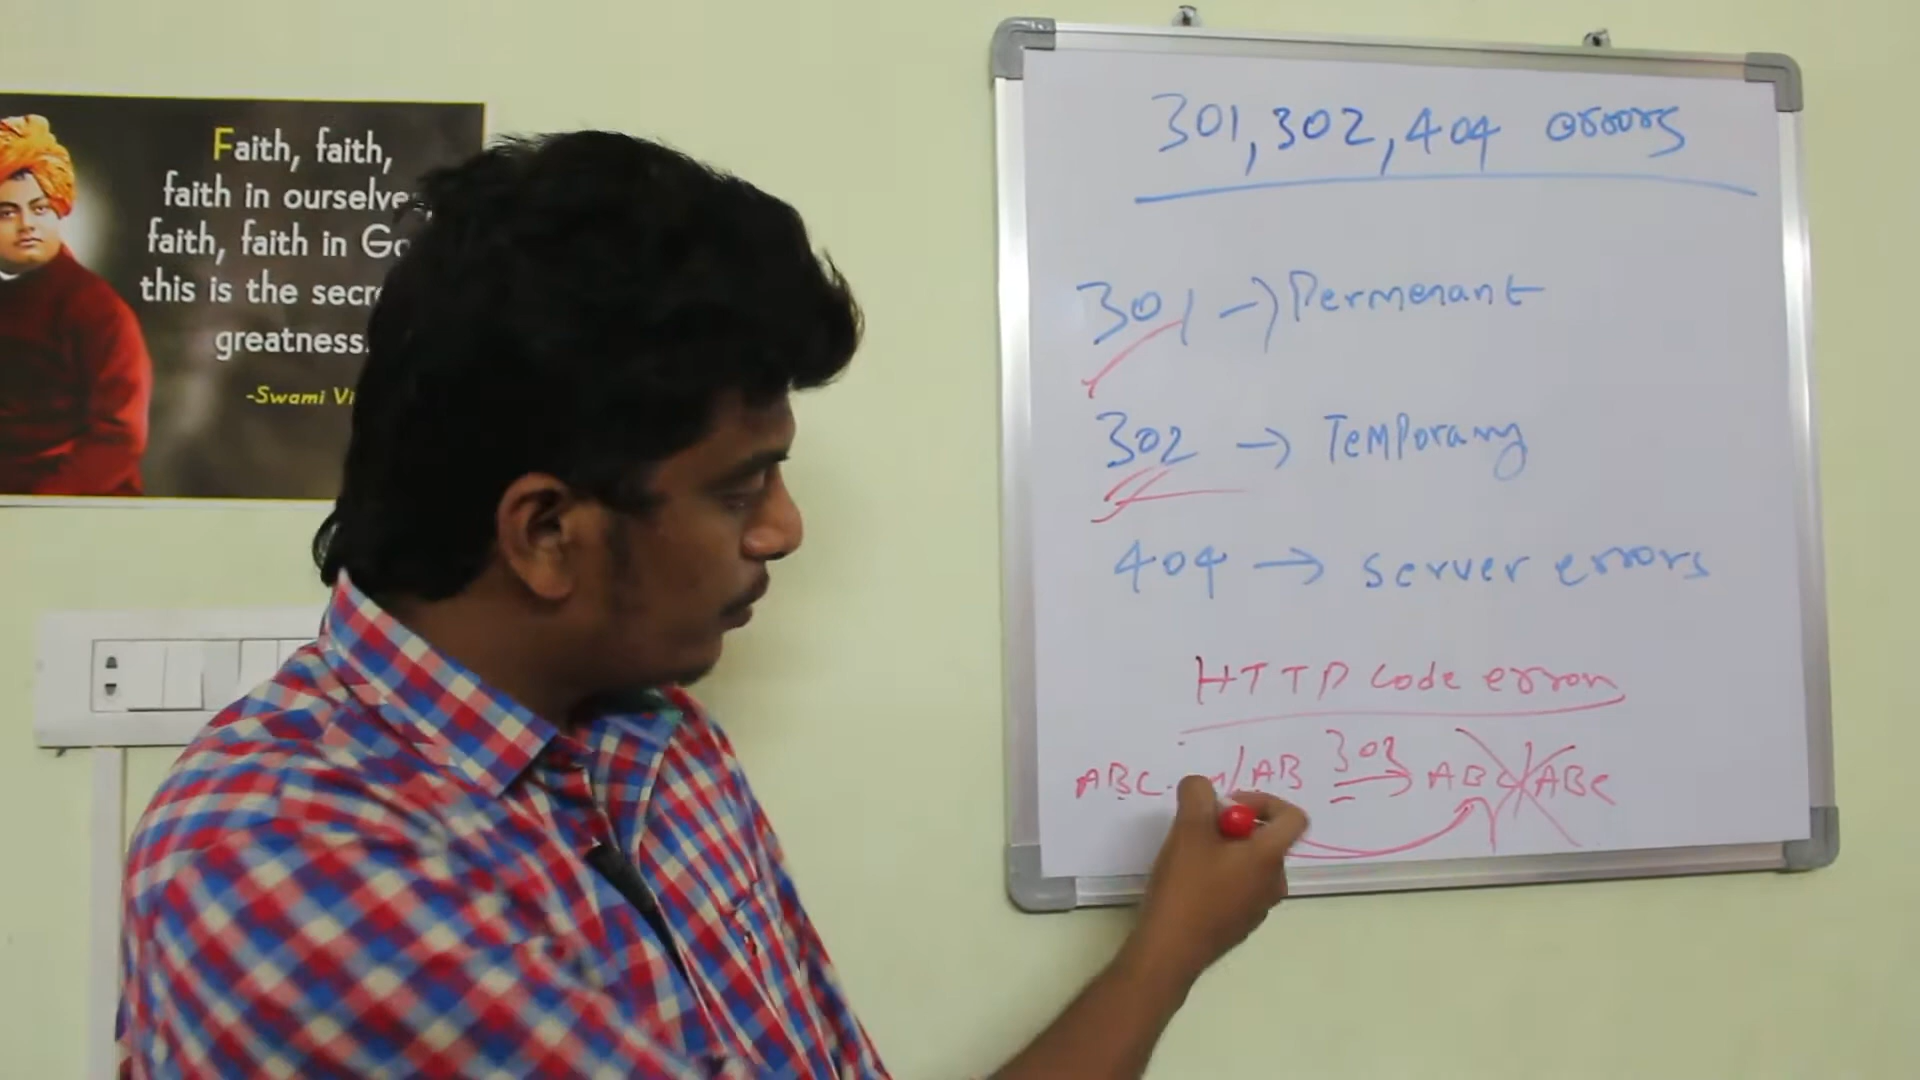 Faith, faith,
faith in ourselve
faith, faith in Go
this is the secr
greatness.
-Swami Vi
301, 302, 404 errors
301 → Permenant
302 → Temporary
404 → server errors
HTTP code error
ABC. /AB 302 → ABC/ABC